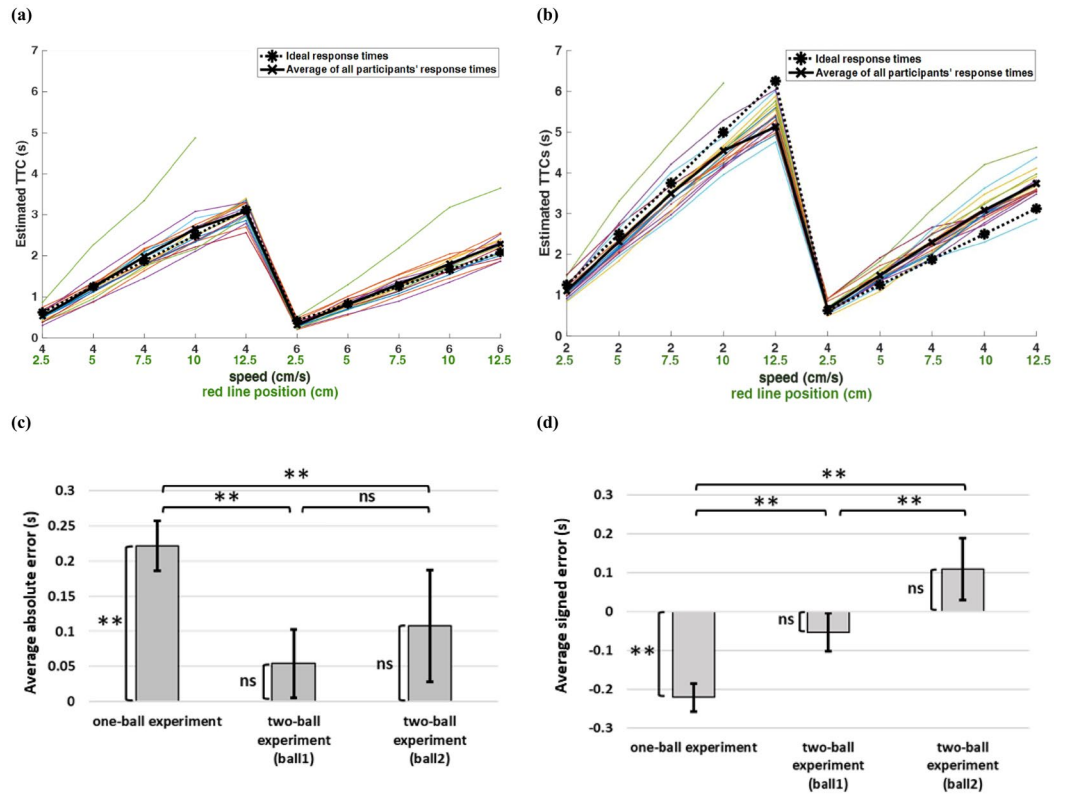 (a)
7
6
5
4
3
2
1
0
Estimated TTC (s)
Ideal response times
Average of all participants' response times
4 4 4 4 4 6 6 6 6 6
2.5 5 7.5 10 12.5 2.5 5 7.5 10 12.5
speed (cm/s)
red line position (cm)
(b)
7
6
5
4
3
2
1
0
Estimated TTCs (s)
Ideal response times
Average of all participants' response times
2 2 2 2 2 4 4 4 4 4
2.5 5 7.5 10 12.5 2.5 5 7.5 10 12.5
speed (cm/s)
red line position (cm)
(c)
Average absolute error (s)
0.3
0.25
0.2
0.15
0.1
0.05
0
**
** ns
**
ns
ns
one-ball experiment
two-ball
experiment
(ball1)
two-ball
experiment
(ball2)
(d)
Average signed error (s)
0.3
0.2
0.1
0
-0.1
-0.2
-0.3
**
** **
**
ns
ns
one-ball experiment
two-ball
experiment
(ball1)
two-ball
experiment
(ball2)